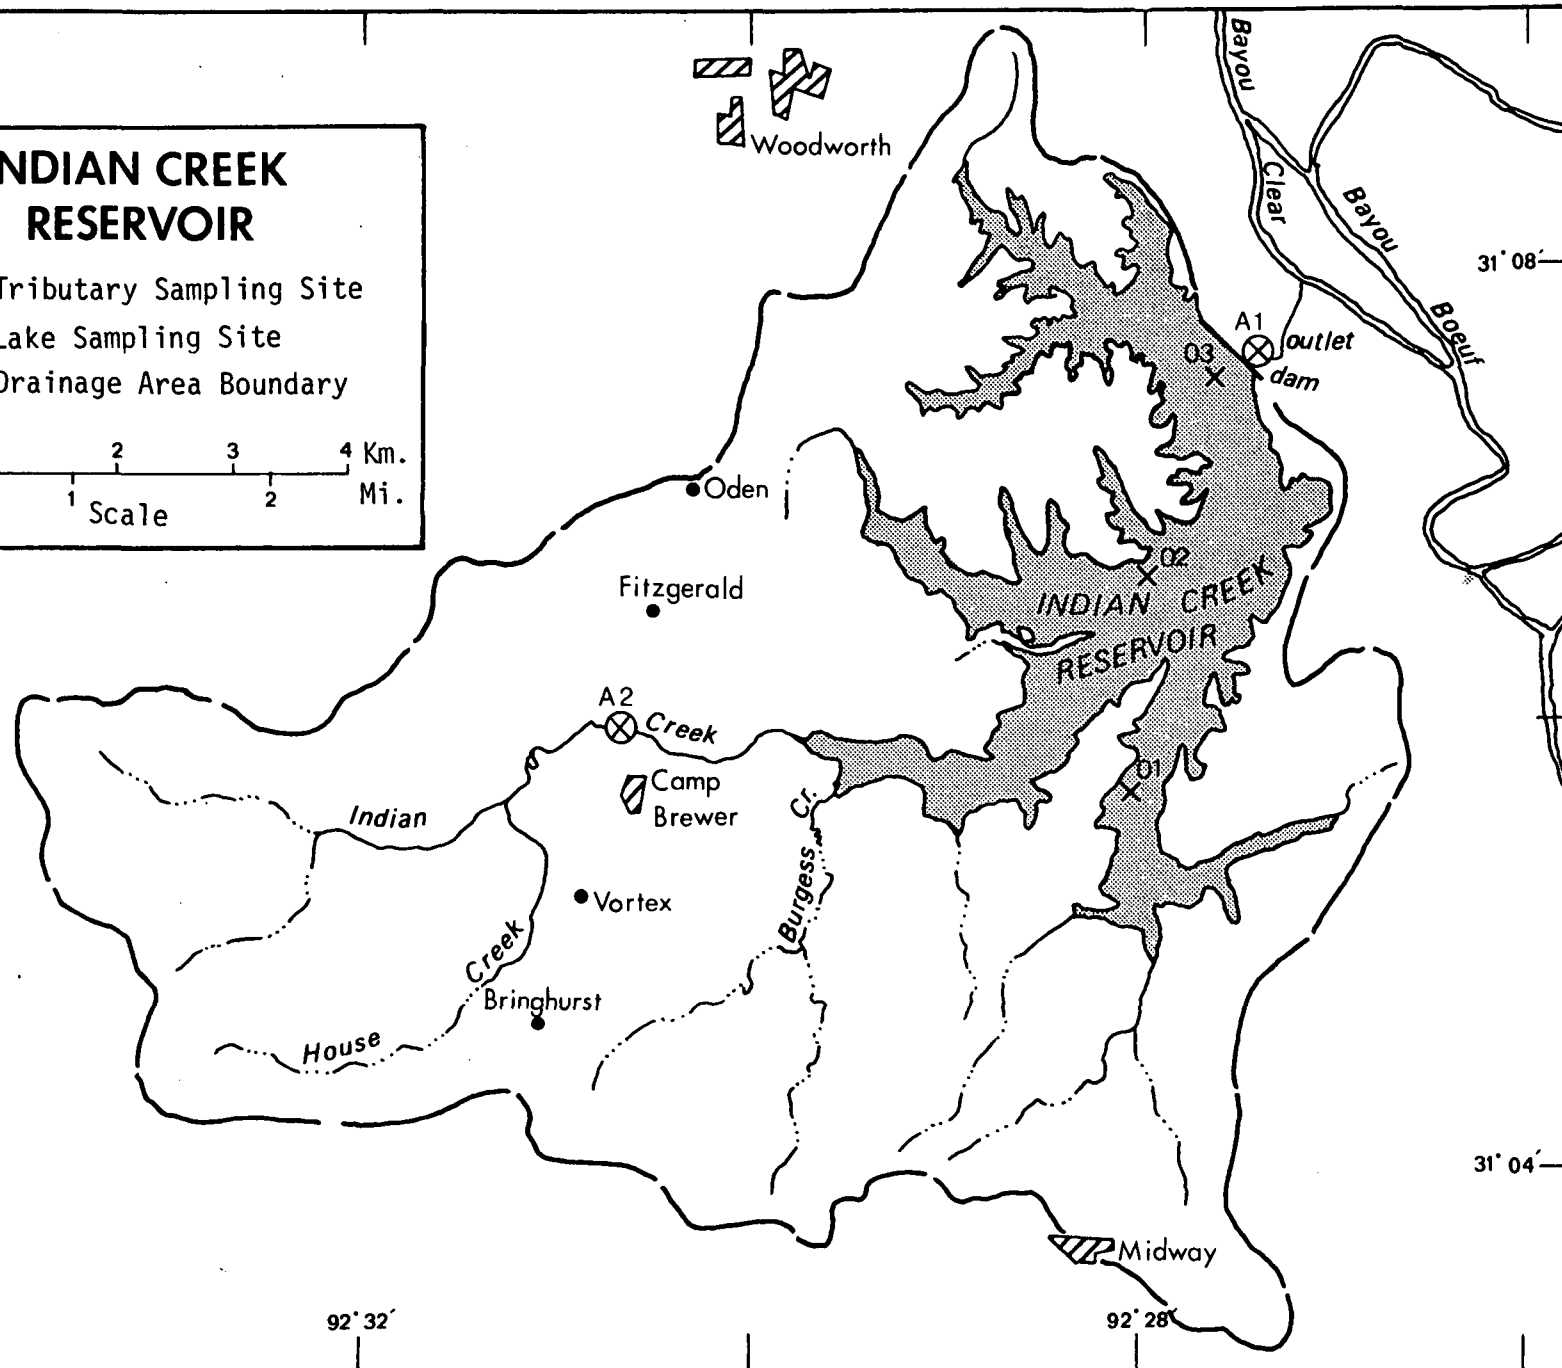 NDIAN CREEK
RESERVOIR
Tributary Sampling Site
Lake Sampling Site
Drainage Area Boundary
2 3 4 Km.
1 2 Mi.
Scale
Woodworth
Bayou
Clear
Bayou
Boeuf
31°08′
A1
outlet
dam
03
Oden
02
Fitzgerald
INDIAN CREEK
RESERVOIR
A2
Creek
Camp
Brewer
01
Indian
Cr.
Burgess
Vortex
Creek
Bringhurst
House
31°04′
Midway
92°32′
92°28′